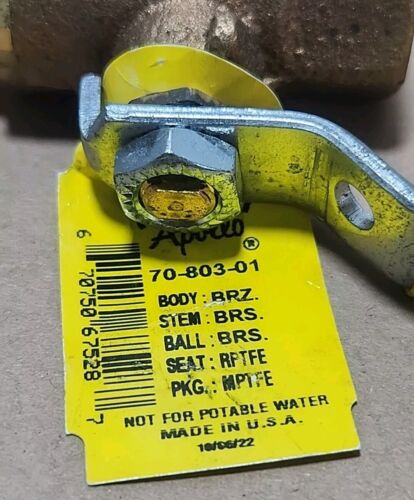 Apollo®
70-803-01
BODY: BRZ.
STEM: BRS.
BALL: BRS.
SEAT: RPTFE
PKG.: MPTFE
NOT FOR POTABLE WATER
MADE IN U.S.A.
10/06/22
6 70750 67528 7